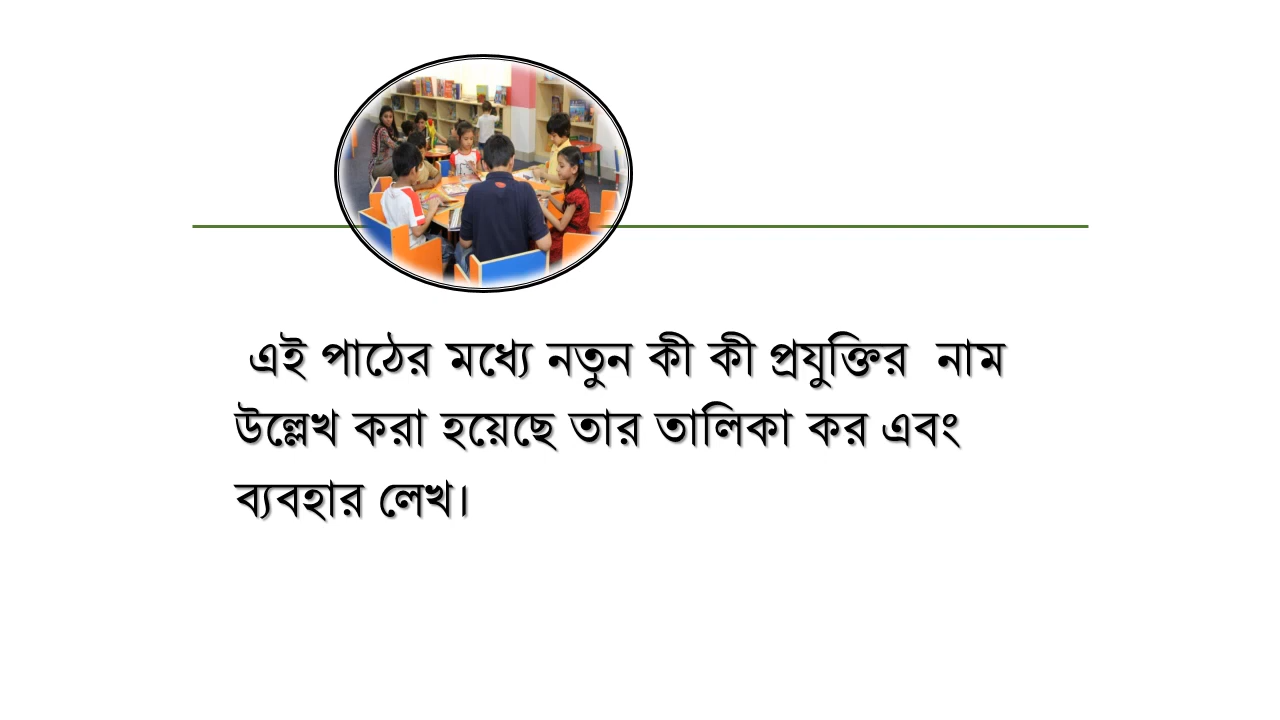 এই পাঠের মধ্যে নতুন কী কী প্রযুক্তির নাম
উল্লেখ করা হয়েছে তার তালিকা কর এবং
ব্যবহার লেখ।